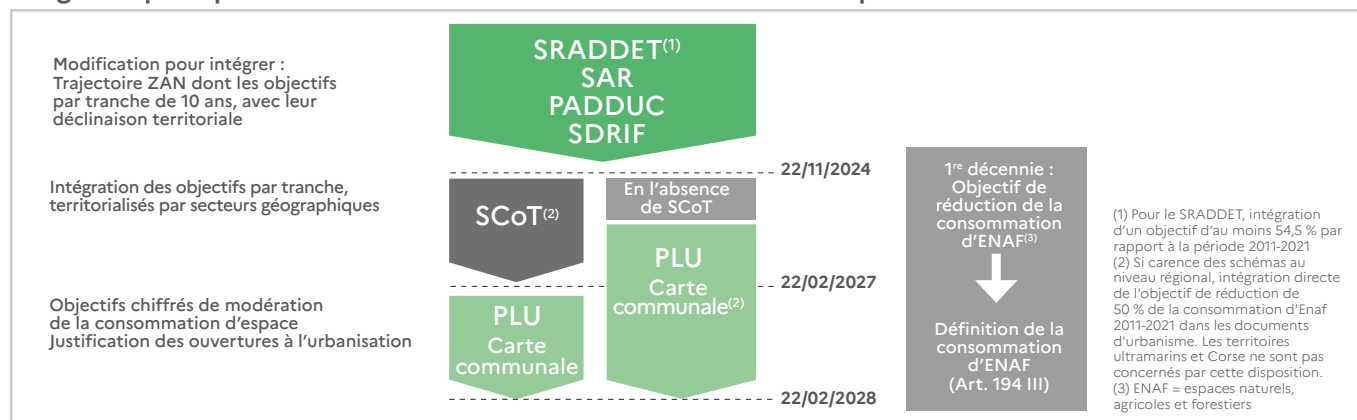 Modification pour intégrer :
Trajectoire ZAN dont les objectifs
par tranche de 10 ans, avec leur
déclinaison territoriale
SRADDET(1)
SAR
PADDUC
SDRIF
22/11/2024
Intégration des objectifs par tranche,
territorialisés par secteurs géographiques
SCoT(2)
En l'absence
de SCoT
PLU
Carte
communale(2)
22/02/2027
Objectifs chiffrés de modération
de la consommation d'espace
Justification des ouvertures à l'urbanisation
PLU
Carte
communale
22/02/2028
1re décennie :
Objectif de
réduction de la
consommation
d'ENAF(3)
Définition de la
consommation
d'ENAF
(Art. 194 III)
(1) Pour le SRADDET, intégration
d'un objectif d'au moins 54,5 % par
rapport à la période 2011-2021
(2) Si carence des schémas au
niveau régional, intégration directe
de l'objectif de réduction de
50 % de la consommation d'Enaf
2011-2021 dans les documents
d'urbanisme. Les territoires
ultramarins et Corse ne sont pas
concernés par cette disposition.
(3) ENAF = espaces naturels,
agricoles et forestiers